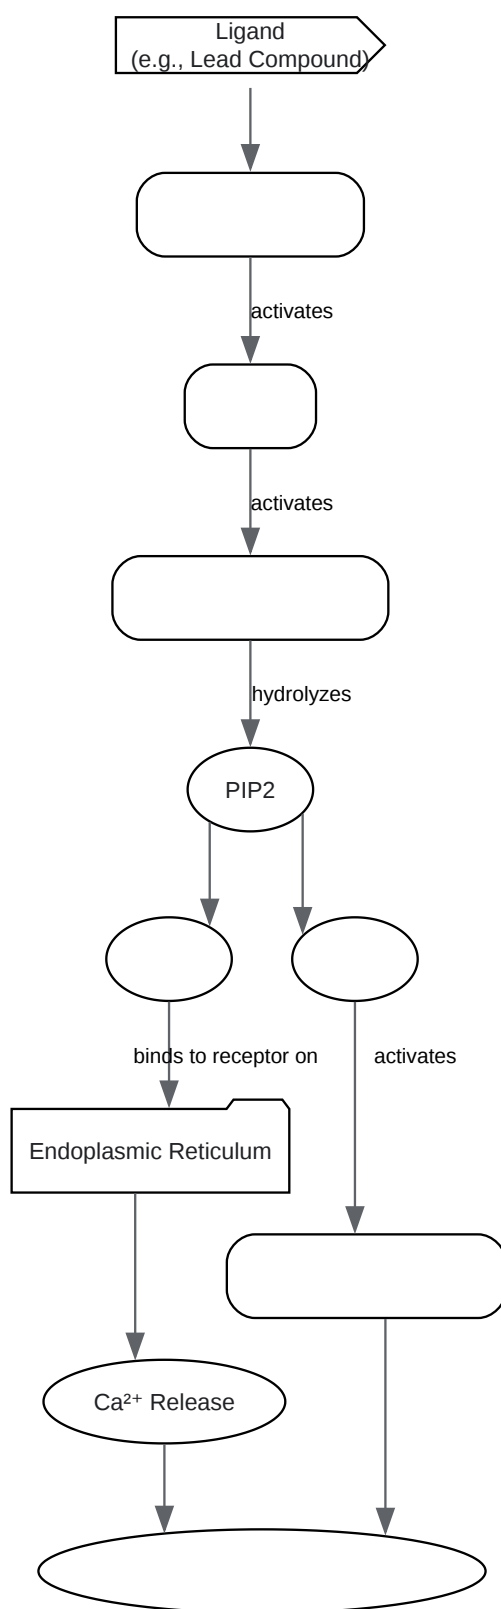 Ligand
(e.g., Lead Compound)
activates
activates
hydrolyzes
PIP2
binds to receptor on
activates
Endoplasmic Reticulum
Ca²⁺ Release